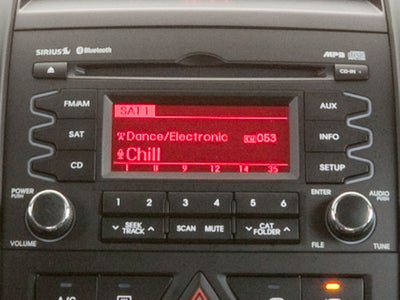 SIRIUS Bluetooth
MP3
CD-IN
FM/AM
SAT
CD
SAT1
Dance/Electronic CH 053
Chill
1 8 9 12 14 35
AUX
INFO
SETUP
POWER
PUSH
VOLUME
1 2 3 4 5 6
SEEK
TRACK
SCAN MUTE
CAT
FOLDER
ENTER
AUDIO
PUSH
FILE
TUNE
A/C